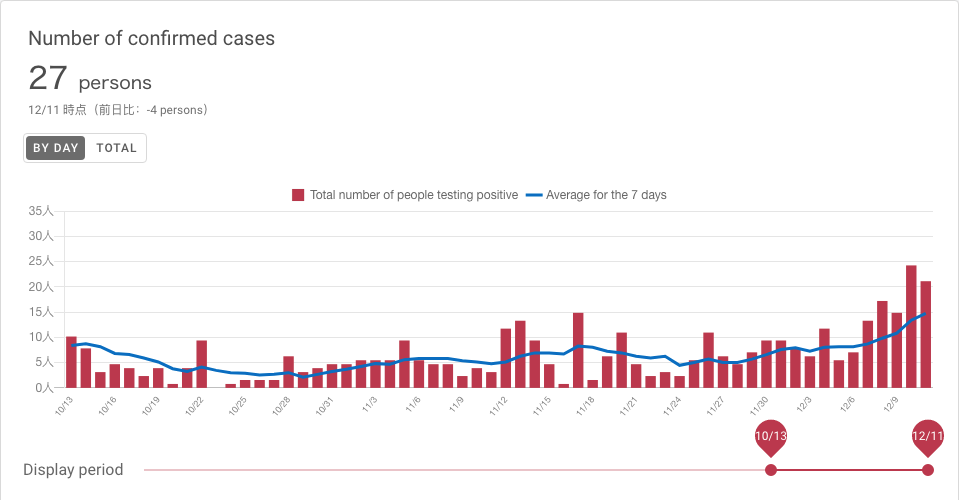 Number of confirmed cases
27 persons
12/11 時点（前日比：-4 persons）
BY DAY TOTAL
Total number of people testing positive Average for the 7 days
35人
30人
25人
20人
15人
10人
5人
0人
10/13 10/16 10/19 10/22 10/25 10/28 10/31 11/3 11/6 11/9 11/12 11/15 11/18 11/21 11/24 11/27 11/30 12/3 12/6 12/9
10/13 12/11
Display period